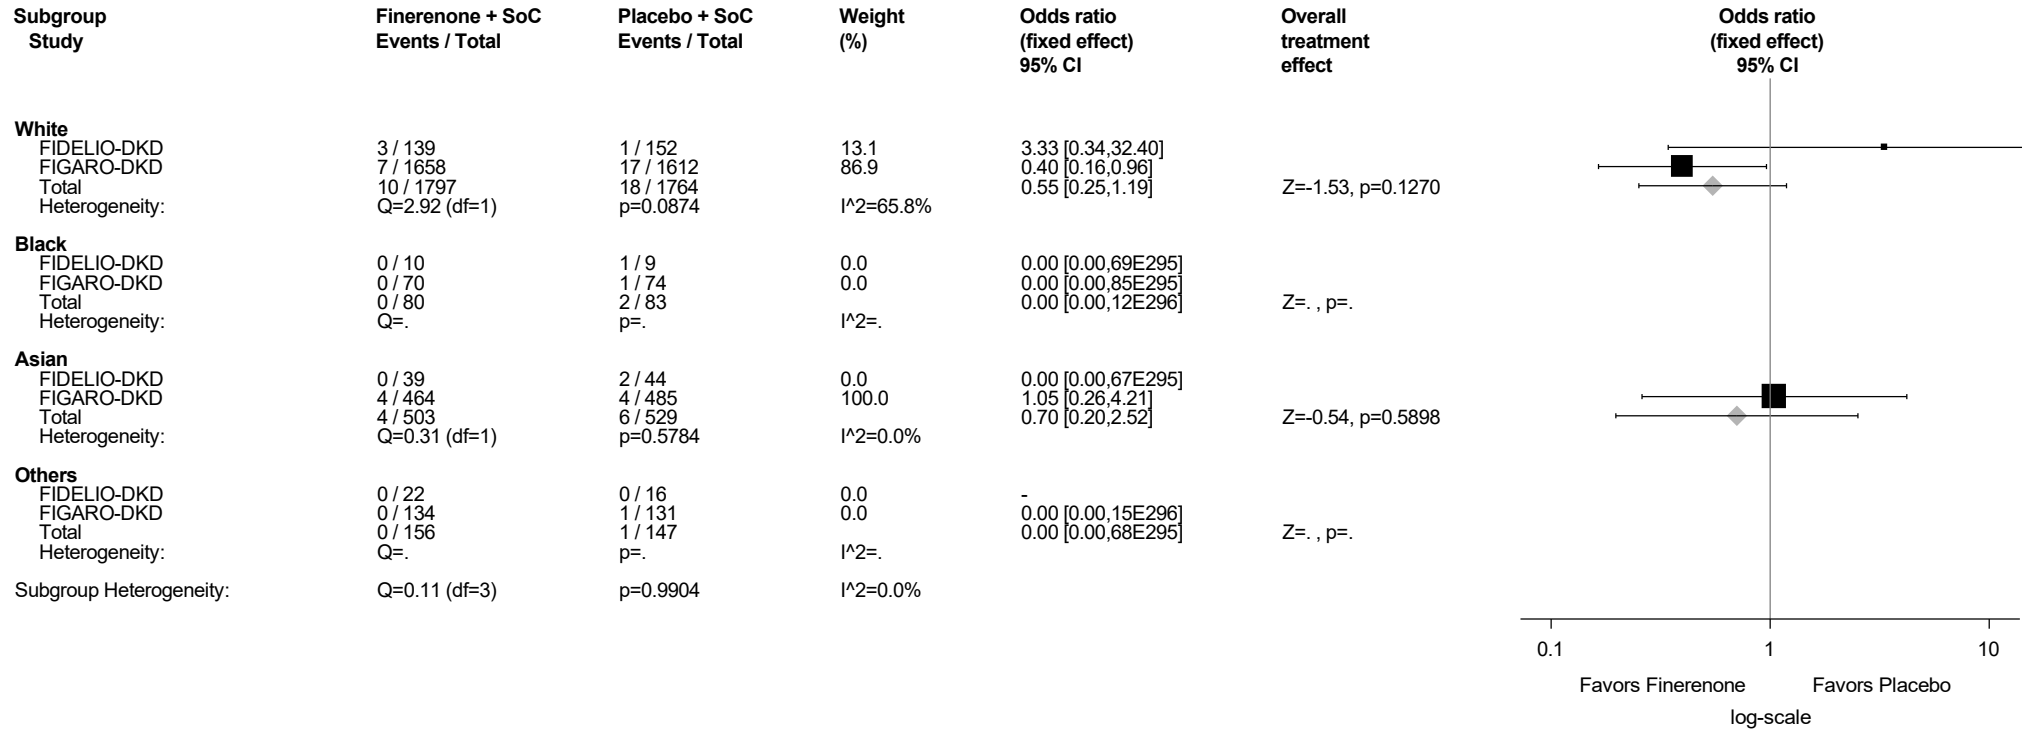 Subgroup Finerenone + SoC Placebo + SoC Weight Odds ratio Overall Odds ratio
Study Events / Total Events / Total (%) (fixed effect) treatment (fixed effect)
95% CI effect 95% CI
White
FIDELIO-DKD 3 / 139 1 / 152 13.1 3.33 [0.34,32.40]
FIGARO-DKD 7 / 1658 17 / 1612 86.9 0.40 [0.16,0.96]
Total 10 / 1797 18 / 1764 0.55 [0.25,1.19] Z=-1.53, p=0.1270
Heterogeneity: Q=2.92 (df=1) p=0.0874 I^2=65.8%
Black
FIDELIO-DKD 0 / 10 1 / 9 0.0 0.00 [0.00,69E295]
FIGARO-DKD 0 / 70 1 / 74 0.0 0.00 [0.00,85E295]
Total 0 / 80 2 / 83 0.00 [0.00,12E296] Z=. , p=.
Heterogeneity: Q=. p=. I^2=.
Asian
FIDELIO-DKD 0 / 39 2 / 44 0.0 0.00 [0.00,67E295]
FIGARO-DKD 4 / 464 4 / 485 100.0 1.05 [0.26,4.21]
Total 4 / 503 6 / 529 0.70 [0.20,2.52] Z=-0.54, p=0.5898
Heterogeneity: Q=0.31 (df=1) p=0.5784 I^2=0.0%
Others
FIDELIO-DKD 0 / 22 0 / 16 0.0 -
FIGARO-DKD 0 / 134 1 / 131 0.0 0.00 [0.00,15E296]
Total 0 / 156 1 / 147 0.00 [0.00,68E295] Z=. , p=.
Heterogeneity: Q=. p=. I^2=.
Subgroup Heterogeneity: Q=0.11 (df=3) p=0.9904 I^2=0.0%
0.1 1 10
Favors Finerenone Favors Placebo
log-scale